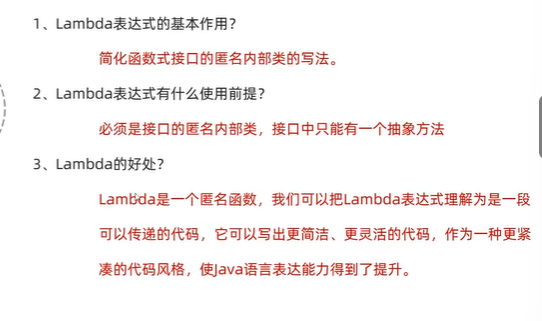 1、Lambda表达式的基本作用？
简化函数式接口的匿名内部类的写法。
2、Lambda表达式有什么使用前提？
必须是接口的匿名内部类，接口中只能有一个抽象方法
3、Lambda的好处？
Lambda是一个匿名函数，我们可以把Lambda表达式理解为是一段
可以传递的代码，它可以写出更简洁、更灵活的代码，作为一种更紧
凑的代码风格，使Java语言表达能力得到了提升。